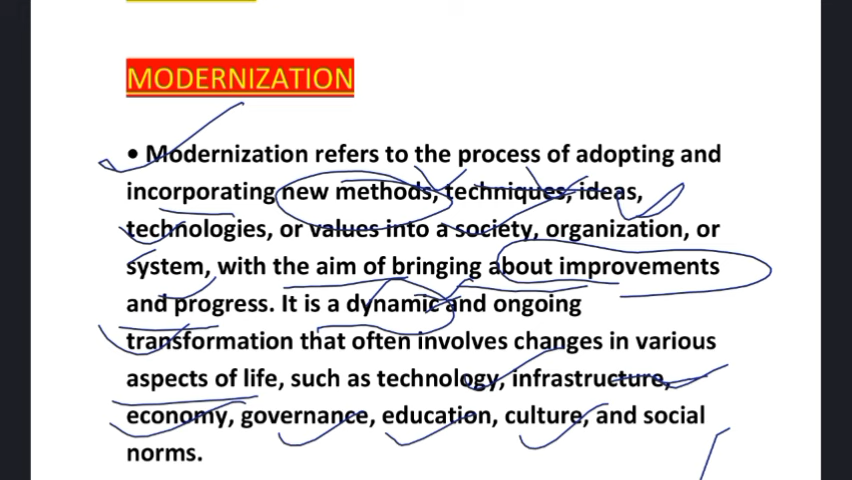 MODERNIZATION
• Modernization refers to the process of adopting and
incorporating new methods, techniques, ideas,
technologies, or values into a society, organization, or
system, with the aim of bringing about improvements
and progress. It is a dynamic and ongoing
transformation that often involves changes in various
aspects of life, such as technology, infrastructure,
economy, governance, education, culture, and social
norms.